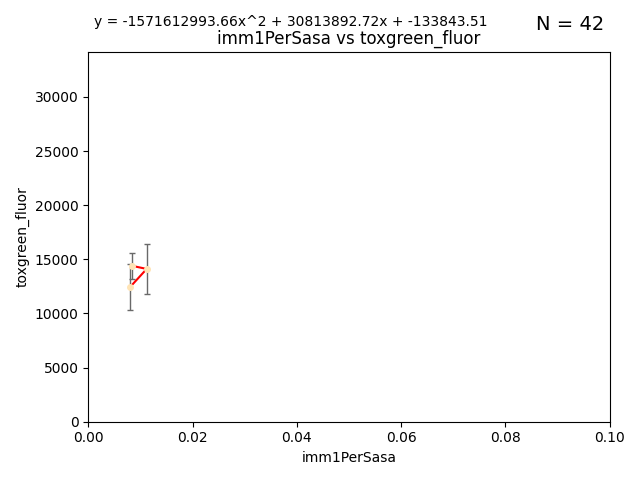 y = -1571612993.66x^2 + 30813892.72x + -133843.51
N = 42
imm1PerSasa vs toxgreen_fluor
30000
25000
20000
15000
10000
5000
0
toxgreen_fluor
0.00 0.02 0.04 0.06 0.08 0.10
imm1PerSasa